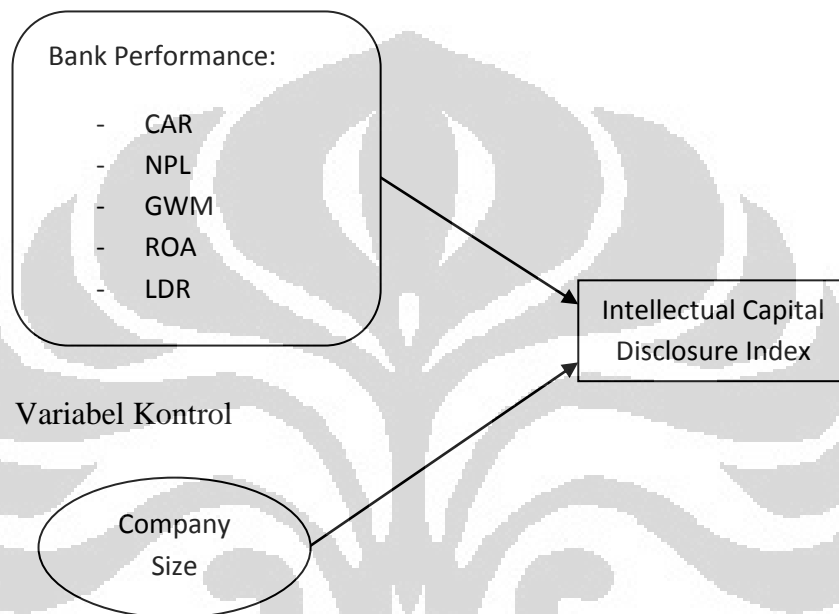 Bank Performance:
- CAR
- NPL
- GWM
- ROA
- LDR
Intellectual Capital
Disclosure Index
Variabel Kontrol
Company
Size